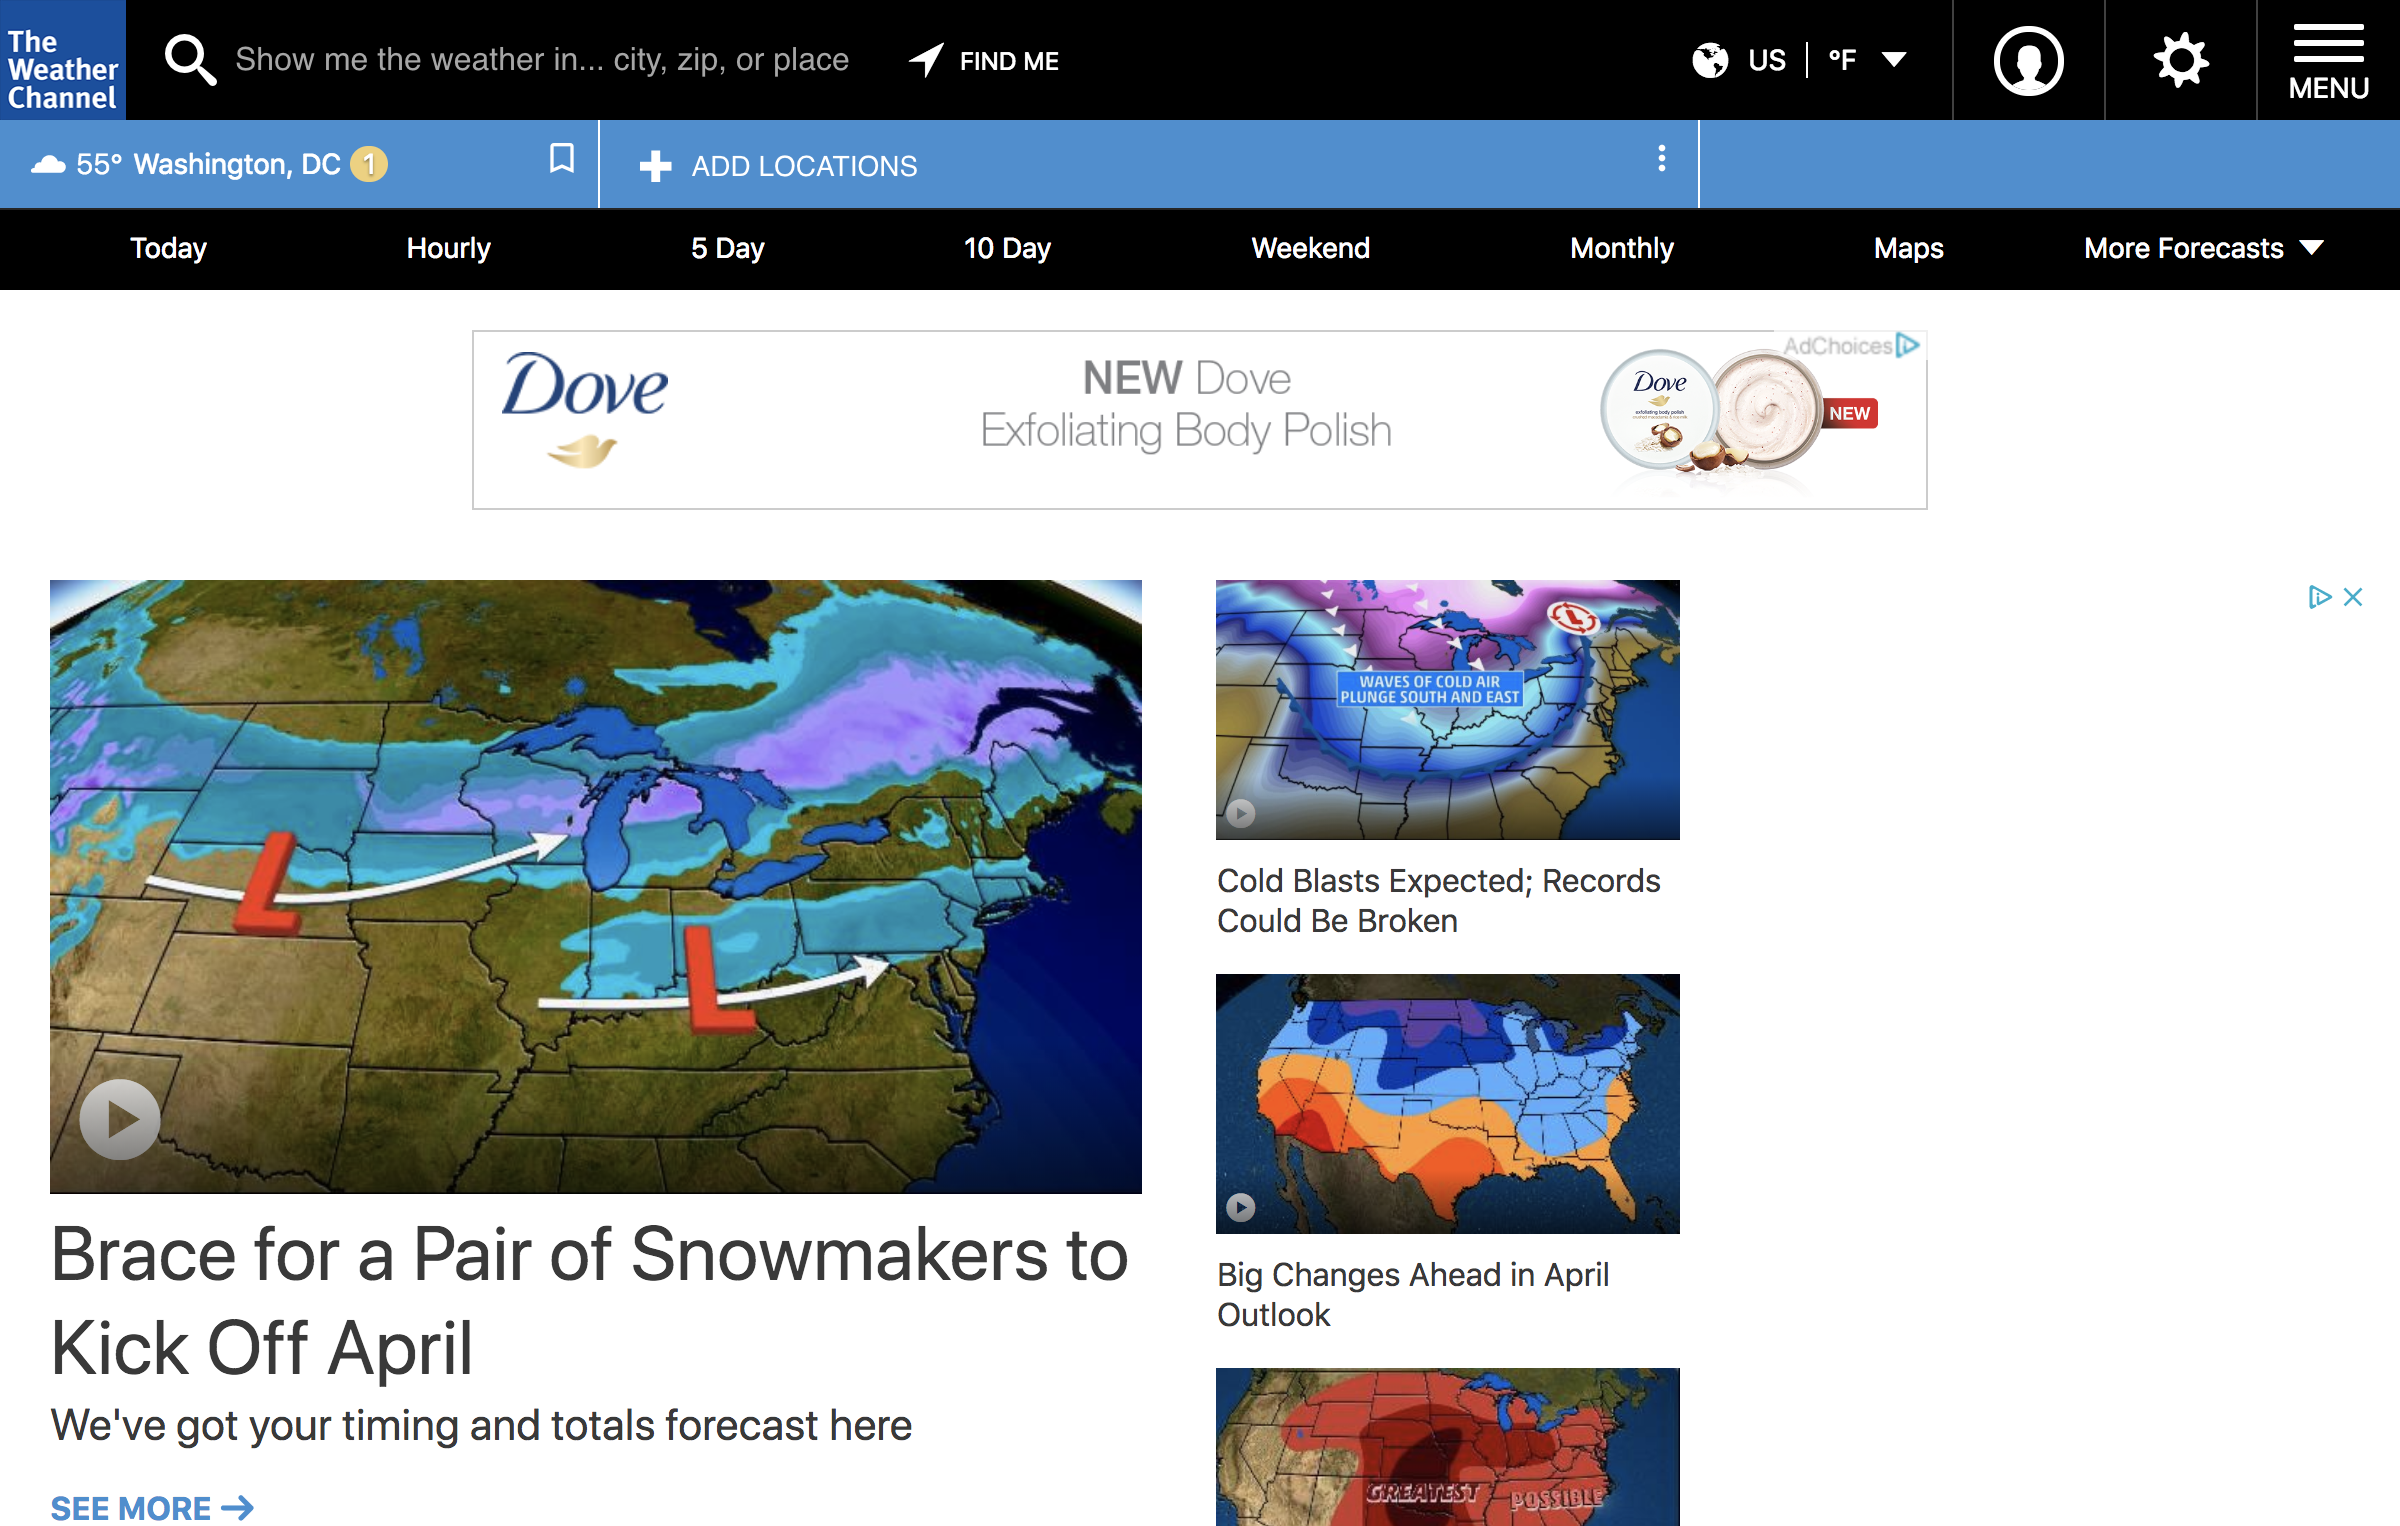 The
Weather
Channel
Show me the weather in... city, zip, or place
FIND ME
US
°F
MENU
55° Washington, DC 1
ADD LOCATIONS
Today
Hourly
5 Day
10 Day
Weekend
Monthly
Maps
More Forecasts
Dove
NEW Dove
Exfoliating Body Polish
AdChoices
Dove
exfoliating body polish
NEW
L
L
Brace for a Pair of Snowmakers to
Kick Off April
We've got your timing and totals forecast here
SEE MORE
L
WAVES OF COLD AIR
PLUNGE SOUTH AND EAST
Cold Blasts Expected; Records
Could Be Broken
Big Changes Ahead in April
Outlook
GREATEST
POSSIBLE